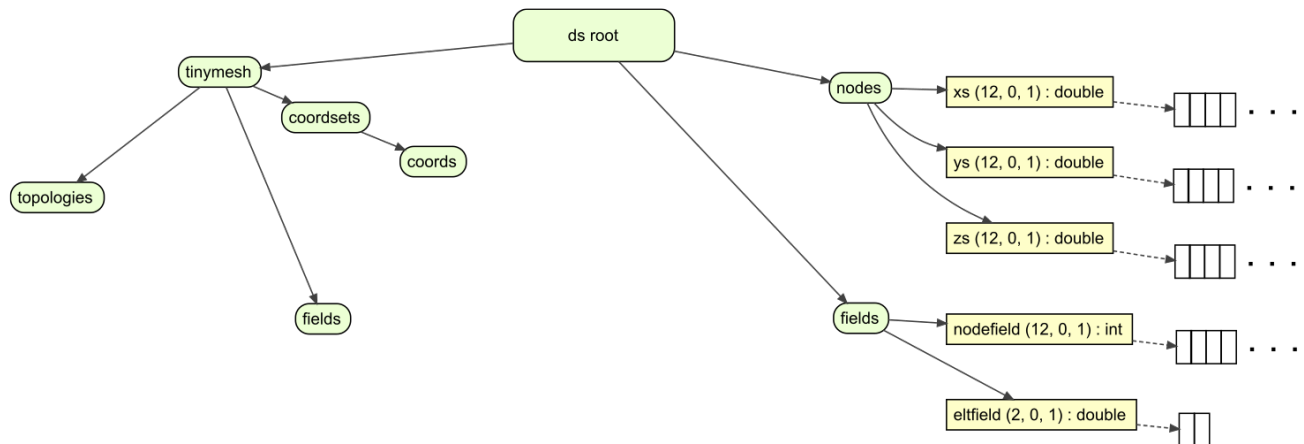 ds root
tinymesh
coordsets
coords
topologies
fields
nodes
xs (12, 0, 1) : double
ys (12, 0, 1) : double
zs (12, 0, 1) : double
fields
nodefield (12, 0, 1) : int
eltfield (2, 0, 1) : double